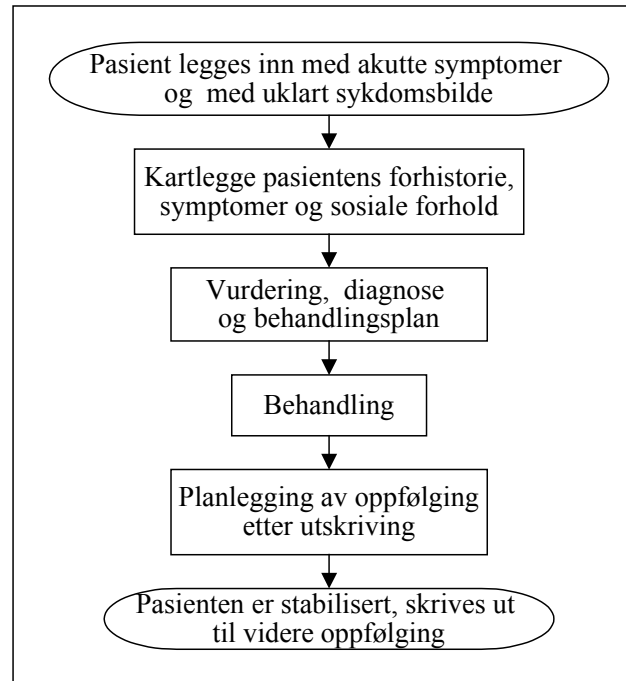 Pasient legges inn med akutte symptomer
og med uklart sykdomsbilde
Kartlegge pasientens forhistorie,
symptomer og sosiale forhold
Vurdering, diagnose
og behandlingsplan
Behandling
Planlegging av oppfølging
etter utskriving
Pasienten er stabilisert, skrives ut
til videre oppfølging